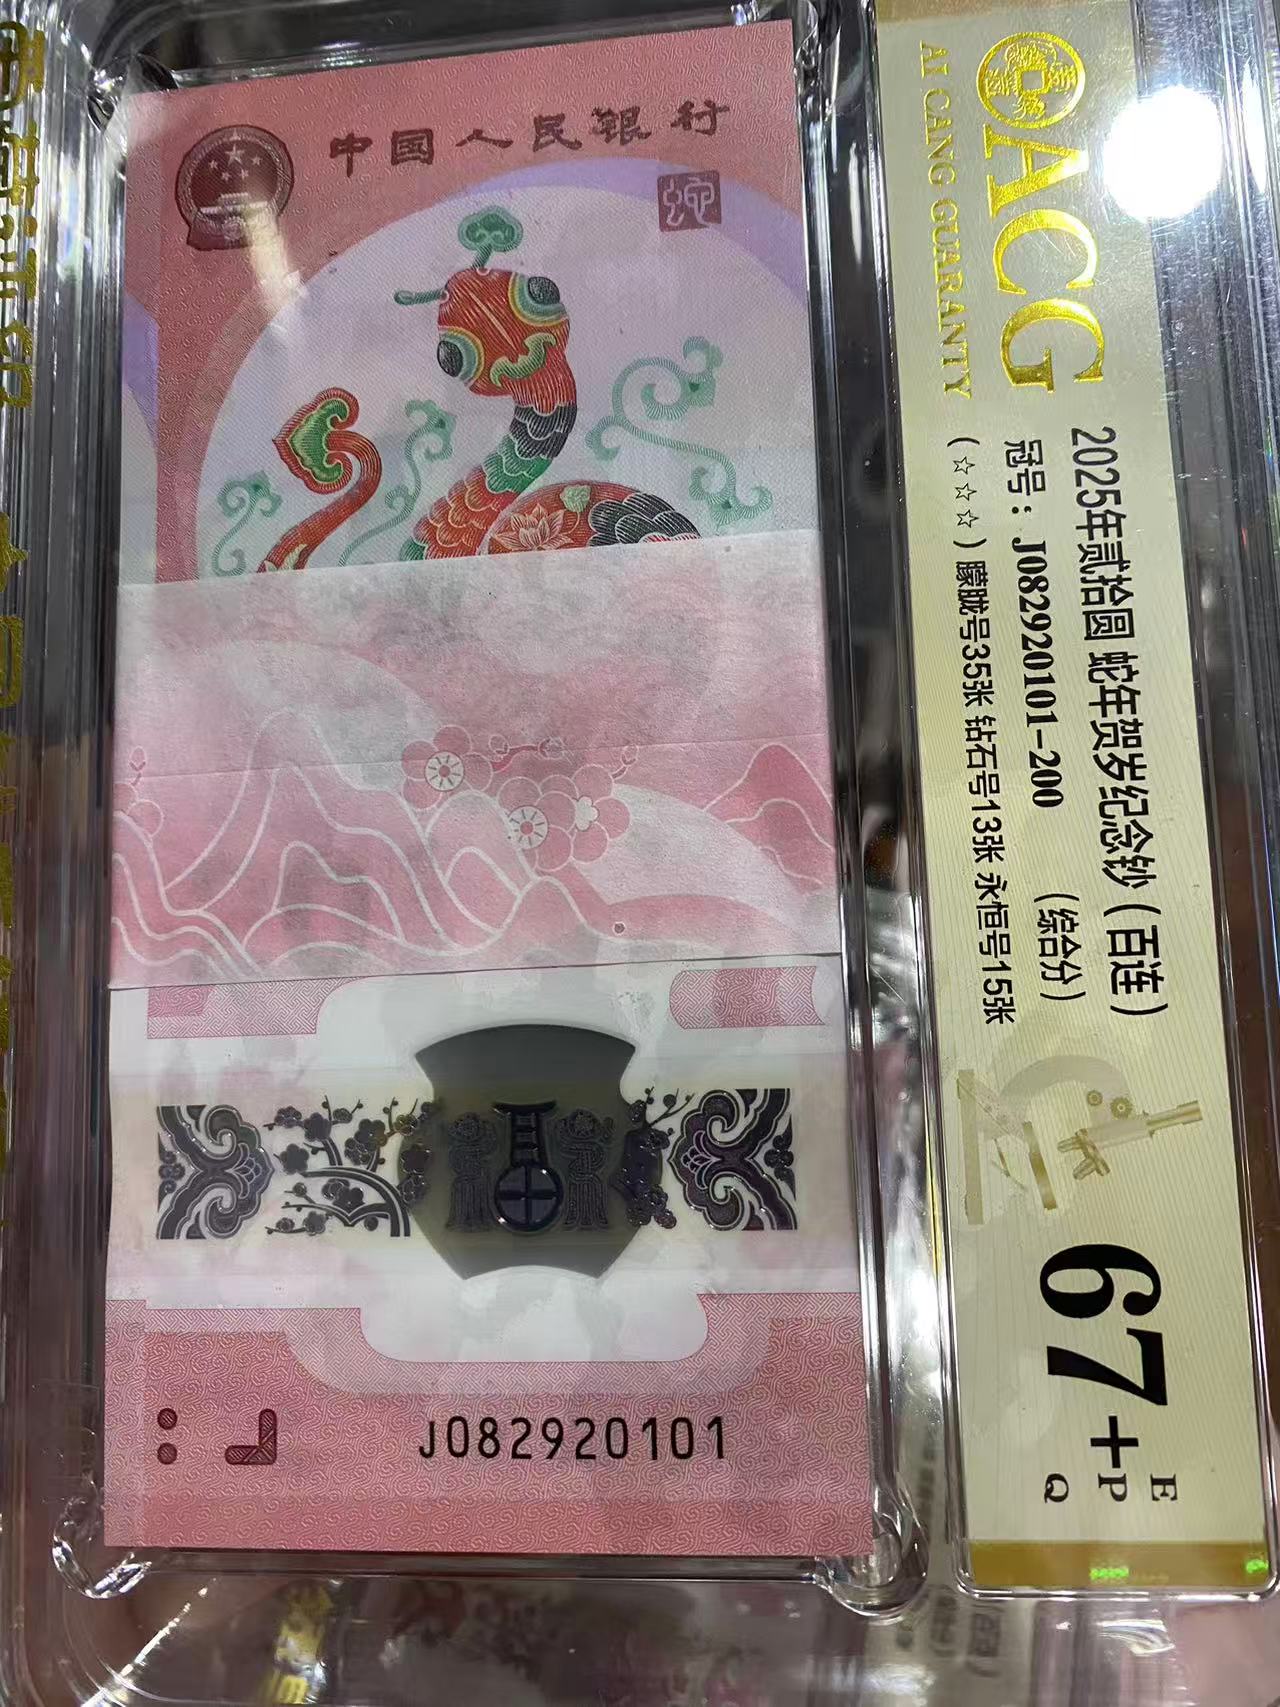 中国人民银行
蛇
J082920101
ACG
AI CANG GUARANTY
2025年贰拾圆 蛇年贺岁纪念钞（百连）
冠号：J082920101-200 （综合分）
（☆☆☆）朦胧号35张 钻石号13张 永恒号15张
67+
E
P
Q